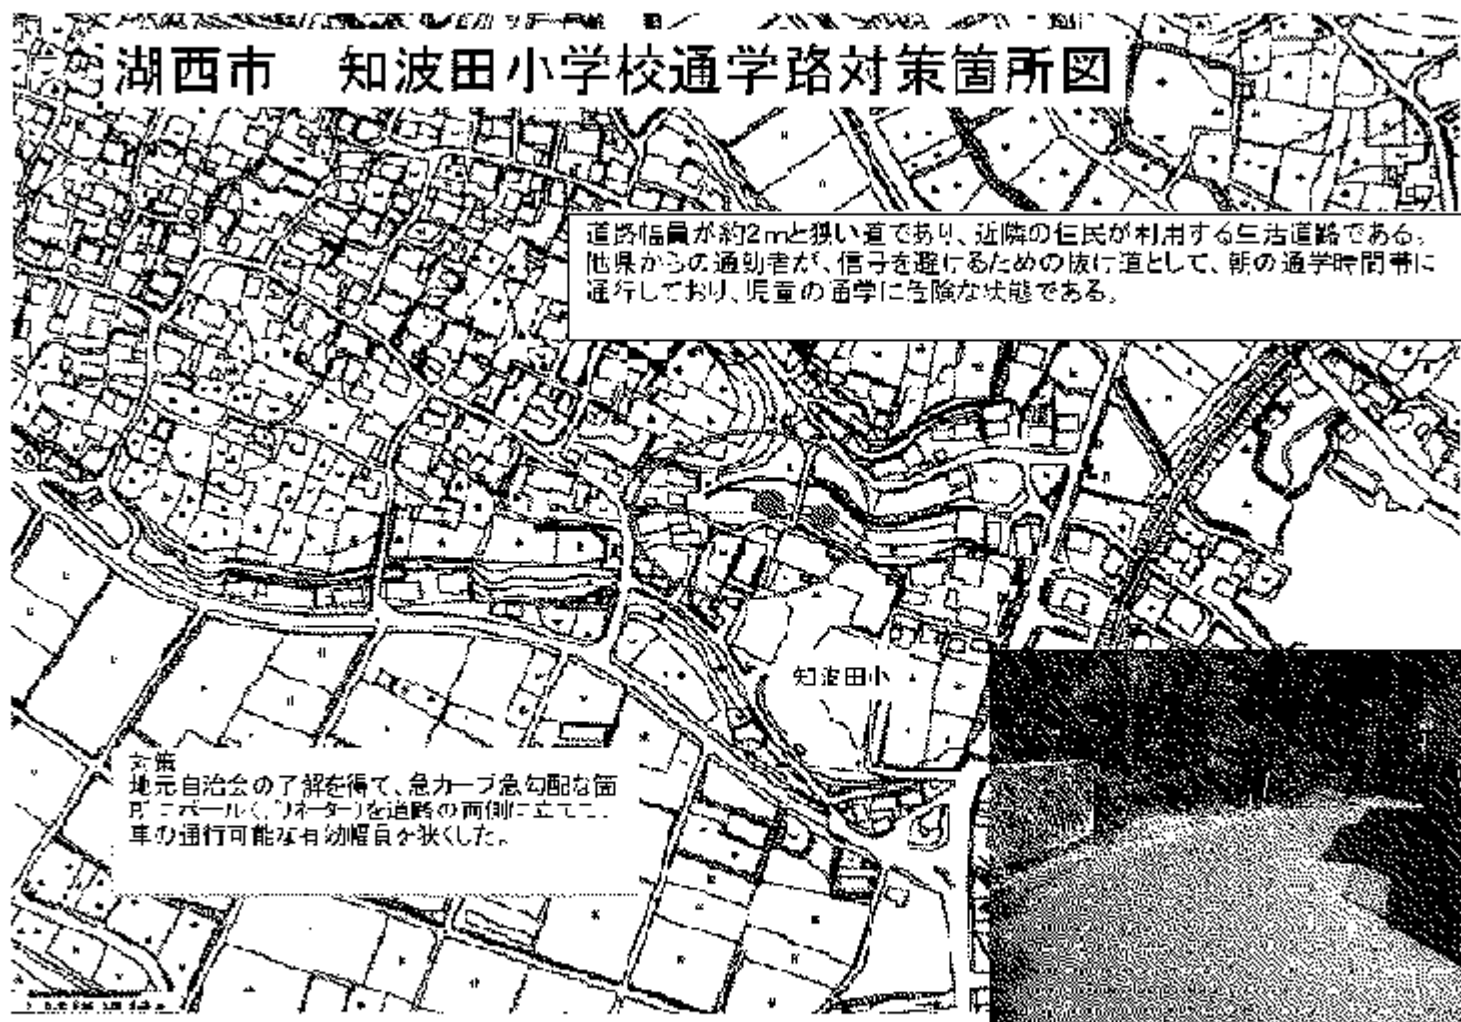 湖西市　知波田小学校通学路対策箇所図
道路幅員が約2mと狭い道であり、近隣の住民が利用する生活道路である。
他県からの通勤者が、信号を避けるための抜け道として、朝の通学時間帯に
通行しており、児童の通学に危険な状態である。
知波田小
対策
地元自治会の了解を得て、急カーブ急勾配な箇
所にポール(デリネーター)を道路の両側に立てて、
車の通行可能な有効幅員を狭くした。